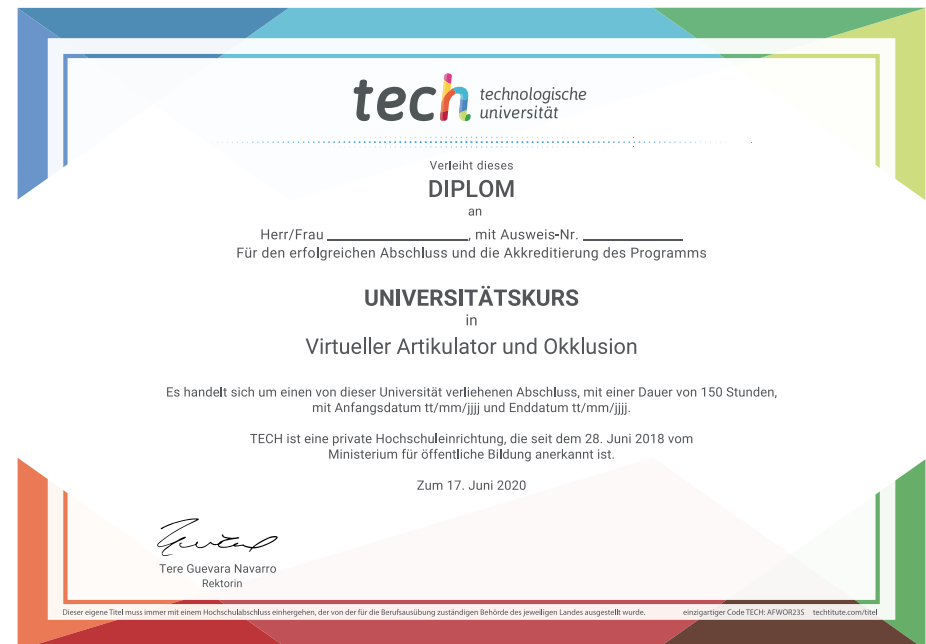 tech technologische
universität
Verleiht dieses
DIPLOM
an
Herr/Frau ____________________, mit Ausweis-Nr. ______________
Für den erfolgreichen Abschluss und die Akkreditierung des Programms
UNIVERSITÄTSKURS
in
Virtueller Artikulator und Okklusion
Es handelt sich um einen von dieser Universität verliehenen Abschluss, mit einer Dauer von 150 Stunden,
mit Anfangsdatum tt/mm/jjjj und Enddatum tt/mm/jjjj.
TECH ist eine private Hochschuleinrichtung, die seit dem 28. Juni 2018 vom
Ministerium für öffentliche Bildung anerkannt ist.
Zum 17. Juni 2020
Tere Guevara Navarro
Rektorin
Dieser eigene Titel muss immer mit einem Hochschulabschluss einhergehen, der von der für die Berufsausübung zuständigen Behörde des jeweiligen Landes ausgestellt wurde. einzigartiger Code TECH: AFWOR23S techtitute.com/titel